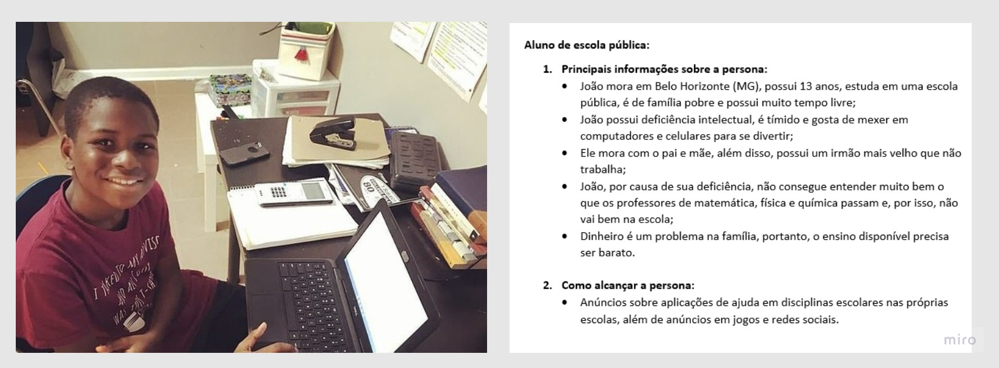 Aluno de escola pública:
1. Principais informações sobre a persona:
• João mora em Belo Horizonte (MG), possui 13 anos, estuda em uma escola
pública, é de família pobre e possui muito tempo livre;
• João possui deficiência intelectual, é tímido e gosta de mexer em
computadores e celulares para se divertir;
• Ele mora com o pai e mãe, além disso, possui um irmão mais velho que não
trabalha;
• João, por causa de sua deficiência, não consegue entender muito bem o
que os professores de matemática, física e química passam e, por isso, não
vai bem na escola;
• Dinheiro é um problema na família, portanto, o ensino disponível precisa
ser barato.
2. Como alcançar a persona:
• Anúncios sobre aplicações de ajuda em disciplinas escolares nas próprias
escolas, além de anúncios em jogos e redes sociais.
miro
I
TO MY
AND ALL
WAS THIS T-
80